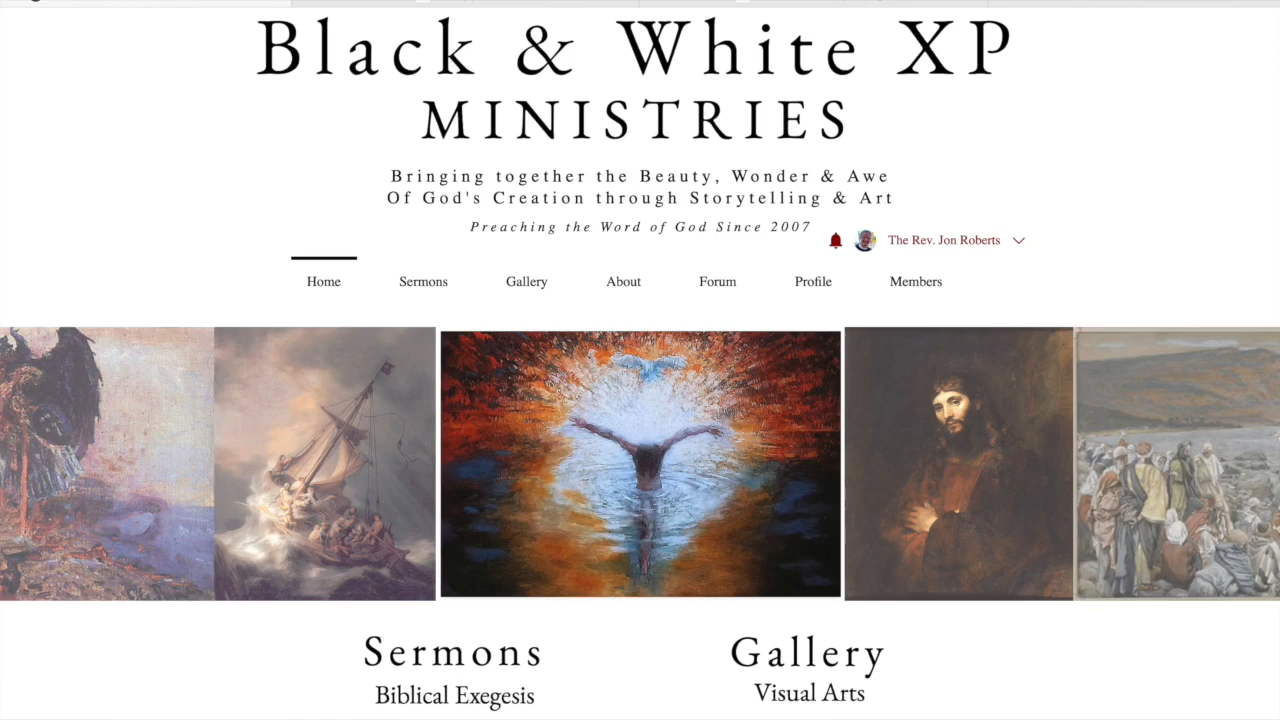 Black & White XP
MINISTRIES
Bringing together the Beauty, Wonder & Awe
Of God's Creation through Storytelling & Art
Preaching the Word of God Since 2007
The Rev. Jon Roberts
Home Sermons Gallery About Forum Profile Members
Sermons Gallery
Biblical Exegesis Visual Arts